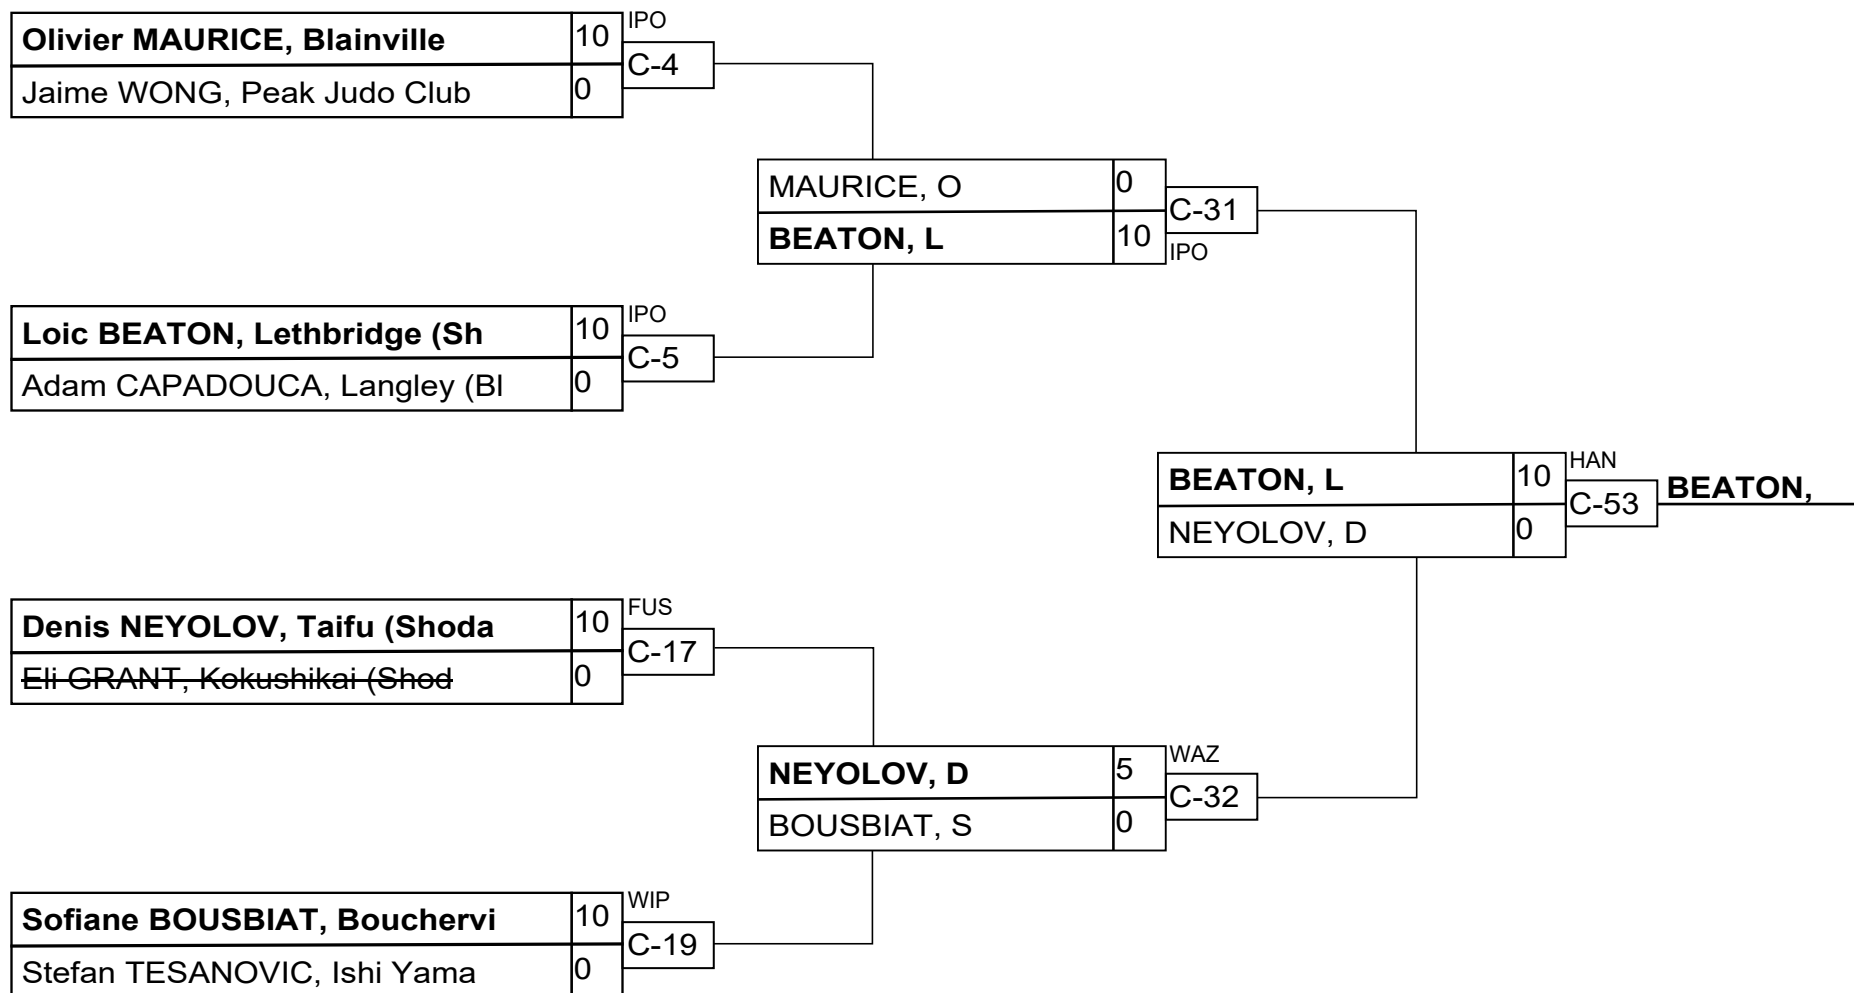 Olivier MAURICE, Blainville 10 IPO
C-4
Jaime WONG, Peak Judo Club 0
MAURICE, O 0
C-31
BEATON, L 10 IPO
Loic BEATON, Lethbridge (Sh 10 IPO
C-5
Adam CAPADOUCA, Langley (Bl 0
BEATON, L 10 HAN
C-53 BEATON,
NEYOLOV, D 0
Denis NEYOLOV, Taifu (Shoda 10 FUS
C-17
Eli GRANT, Kokushikai (Shod 0
NEYOLOV, D 5 WAZ
C-32
BOUSBIAT, S 0
Sofiane BOUSBIAT, Bouchervi 10 WIP
C-19
Stefan TESANOVIC, Ishi Yama 0